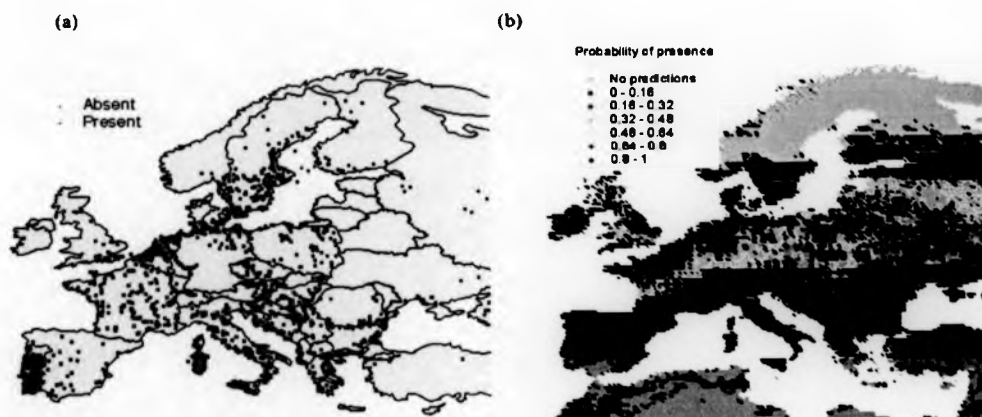 (a)
Absent
Present
(b)
Probability of presence
No predictions
0 - 0.16
0.16 - 0.32
0.32 - 0.48
0.48 - 0.64
0.64 - 0.8
0.8 - 1